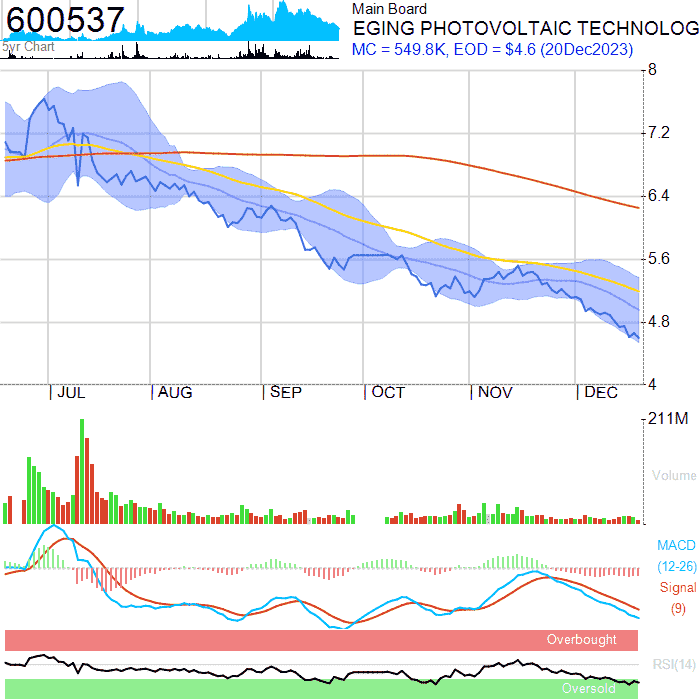 600537
5yr Chart
Main Board
EGING PHOTOVOLTAIC TECHNOLOG
MC = 549.8K, EOD = $4.6 (20Dec2023)
8
7.2
6.4
5.6
4.8
4
JUL AUG SEP OCT NOV DEC
211M
Volume
MACD
(12-26)
Signal
(9)
Overbought
RSI(14)
Oversold